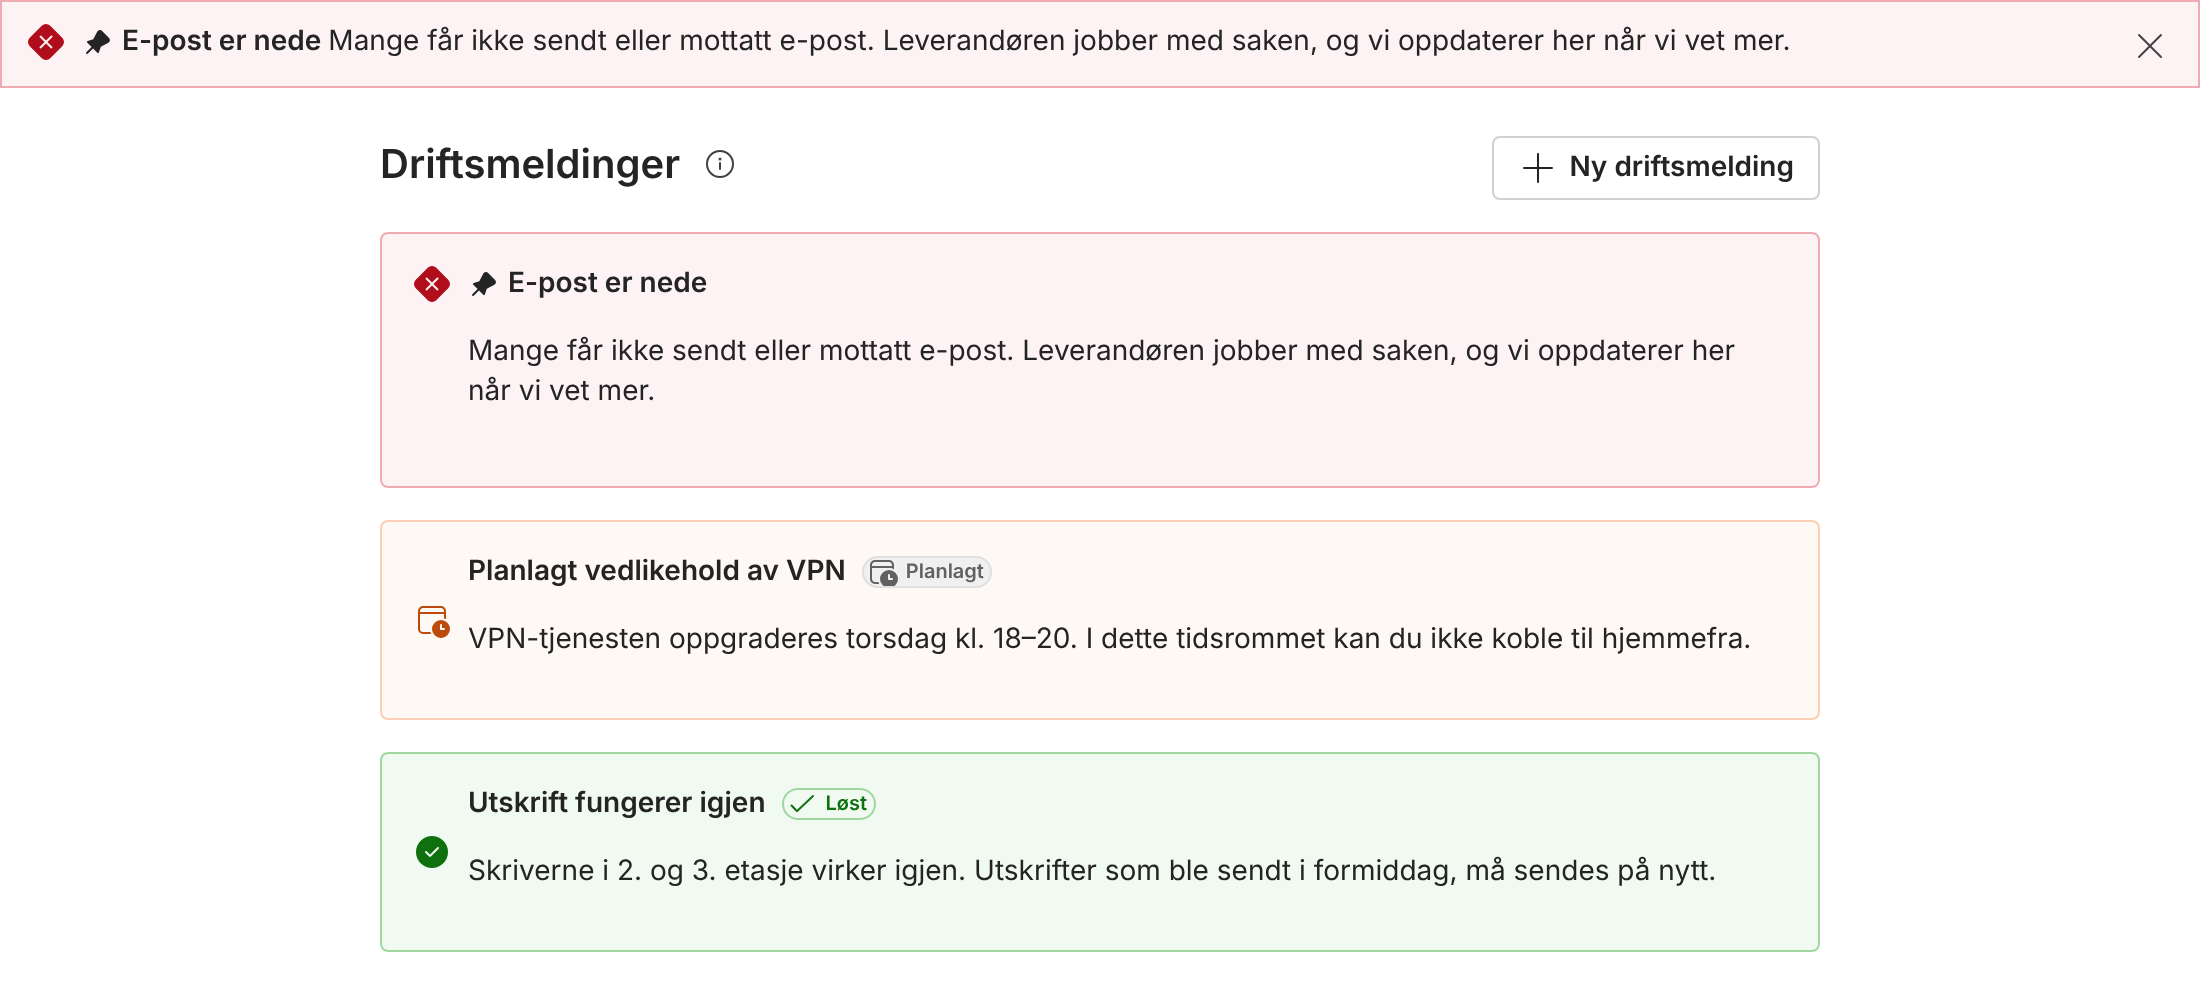 E-post er nede Mange får ikke sendt eller mottatt e-post. Leverandøren jobber med saken, og vi oppdaterer her når vi vet mer.
Driftsmeldinger
Ny driftsmelding
E-post er nede
Mange får ikke sendt eller mottatt e-post. Leverandøren jobber med saken, og vi oppdaterer her
når vi vet mer.
Planlagt vedlikehold av VPN Planlagt
VPN-tjenesten oppgraderes torsdag kl. 18–20. I dette tidsrommet kan du ikke koble til hjemmefra.
Utskrift fungerer igjen Løst
Skriverne i 2. og 3. etasje virker igjen. Utskrifter som ble sendt i formiddag, må sendes på nytt.